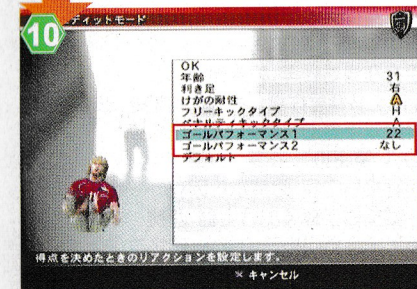 10
ディットモード
OK
年齢 31
利き足 右
けがの耐性 A
フリーキックタイプ H
ペナルティキックタイプ A
ゴールパフォーマンス1 22
ゴールパフォーマンス2 なし
デフォルト
得点を決めたときのリアクションを設定します。
× キャンセル